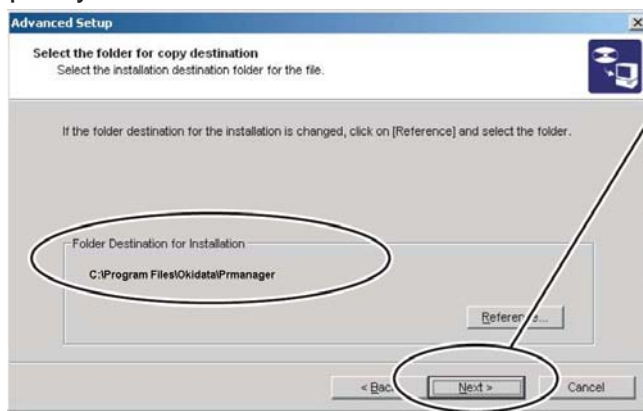 Advanced Setup
Select the folder for copy destination
Select the installation destination folder for the file.
If the folder destination for the installation is changed, click on [Reference] and select the folder.
Folder Destination for Installation
C:\Program Files\Okidata\Prmanager
Next >
Cancel